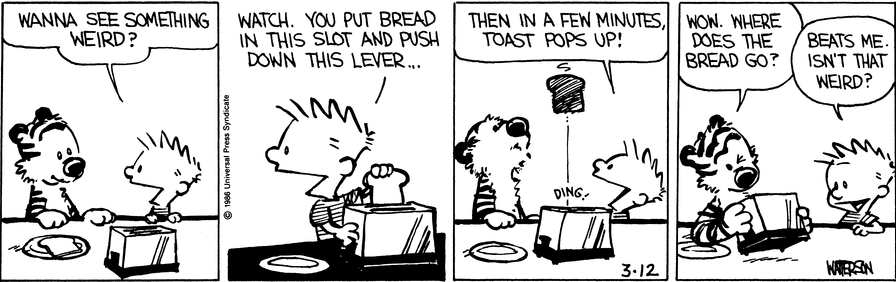 WANNA SEE SOMETHING
WEIRD?
WATCH. YOU PUT BREAD
IN THIS SLOT AND PUSH
DOWN THIS LEVER...
© 1986 Universal Press Syndicate
THEN IN A FEW MINUTES,
TOAST POPS UP!
DING!
3-12
WOW. WHERE
DOES THE
BREAD GO?
BEATS ME.
ISN'T THAT
WEIRD?
WATTERSON